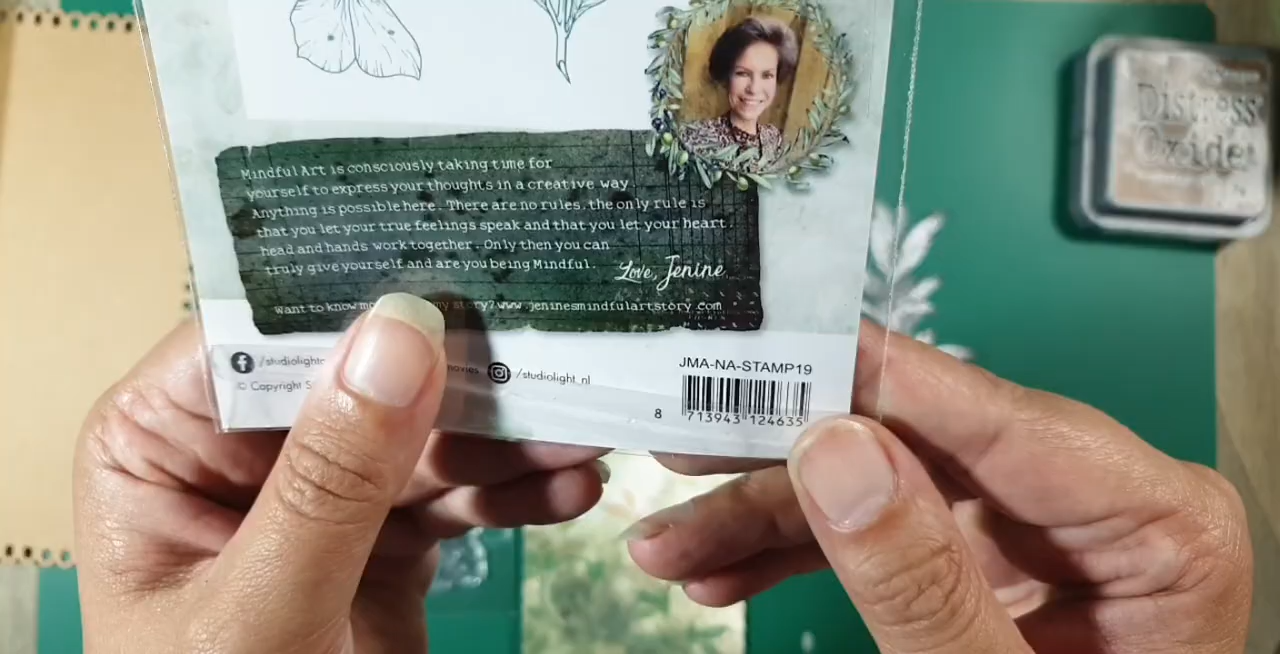 Distress
Oxide
Mindful Art is consciously taking time for
yourself to express your thoughts in a creative way.
Anything is possible here. There are no rules, the only rule is
that you let your true feelings speak and that you let your heart,
head and hands work together. Only then you can
truly give yourself and are you being Mindful.
Love, Jenine
Want to know my story? www.jeninesmindfulartstory.com
/studiolight /studiolight_nl
© Copyright
JMA-NA-STAMP19
8 713943 124635